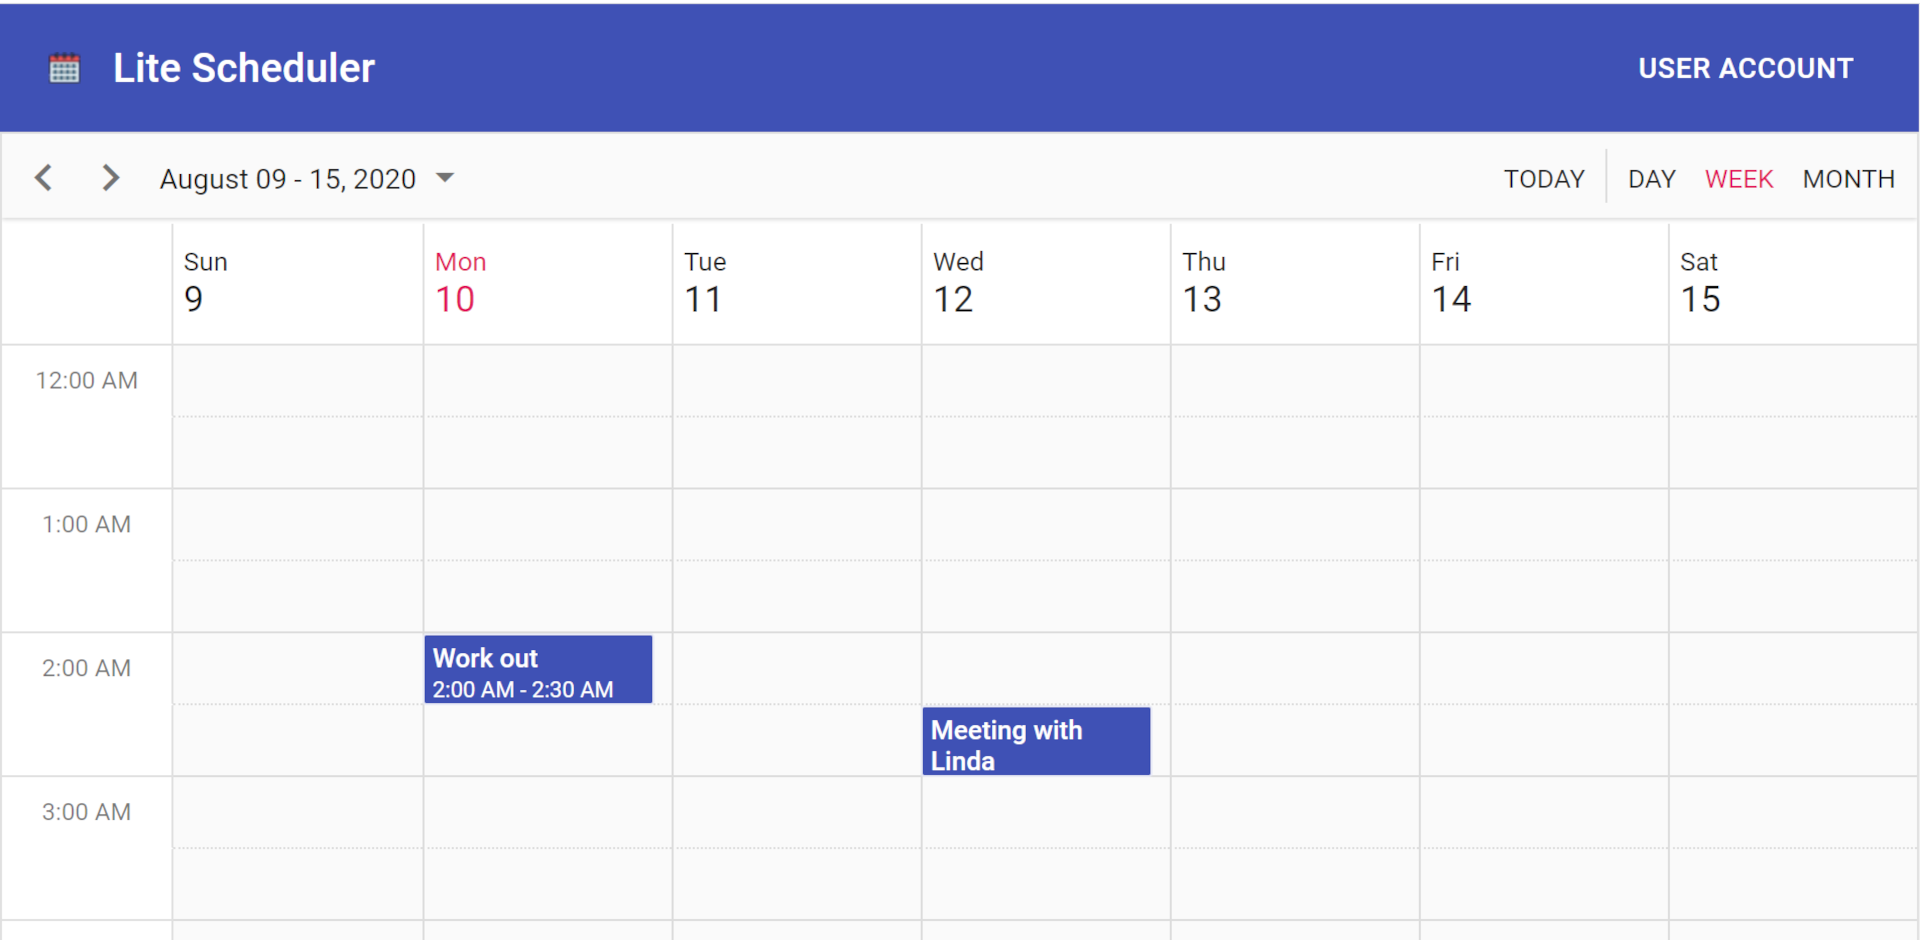 Lite Scheduler
USER ACCOUNT
August 09 - 15, 2020
TODAY
DAY
WEEK
MONTH
Sun
9
Mon
10
Tue
11
Wed
12
Thu
13
Fri
14
Sat
15
12:00 AM
1:00 AM
2:00 AM
Work out
2:00 AM - 2:30 AM
Meeting with
Linda
3:00 AM